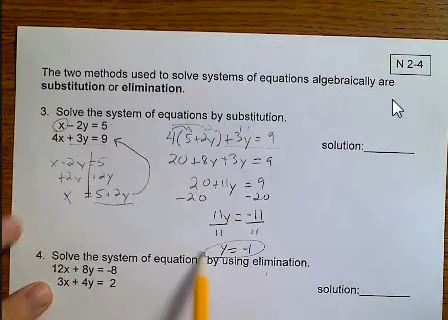 N 2-4
The two methods used to solve systems of equations algebraically are
substitution or elimination.
3. Solve the system of equations by substitution.
x - 2y = 5
4x + 3y = 9
4(5+2y)+3y = 9
solution:
x - 2y = 5
+2y +2y
x = 5+2y
20+8y+3y = 9
20+11y = 9
-20 -20
11y = -11
11 11
y = -1
4. Solve the system of equations by using elimination.
12x + 8y = -8
3x + 4y = 2
solution: